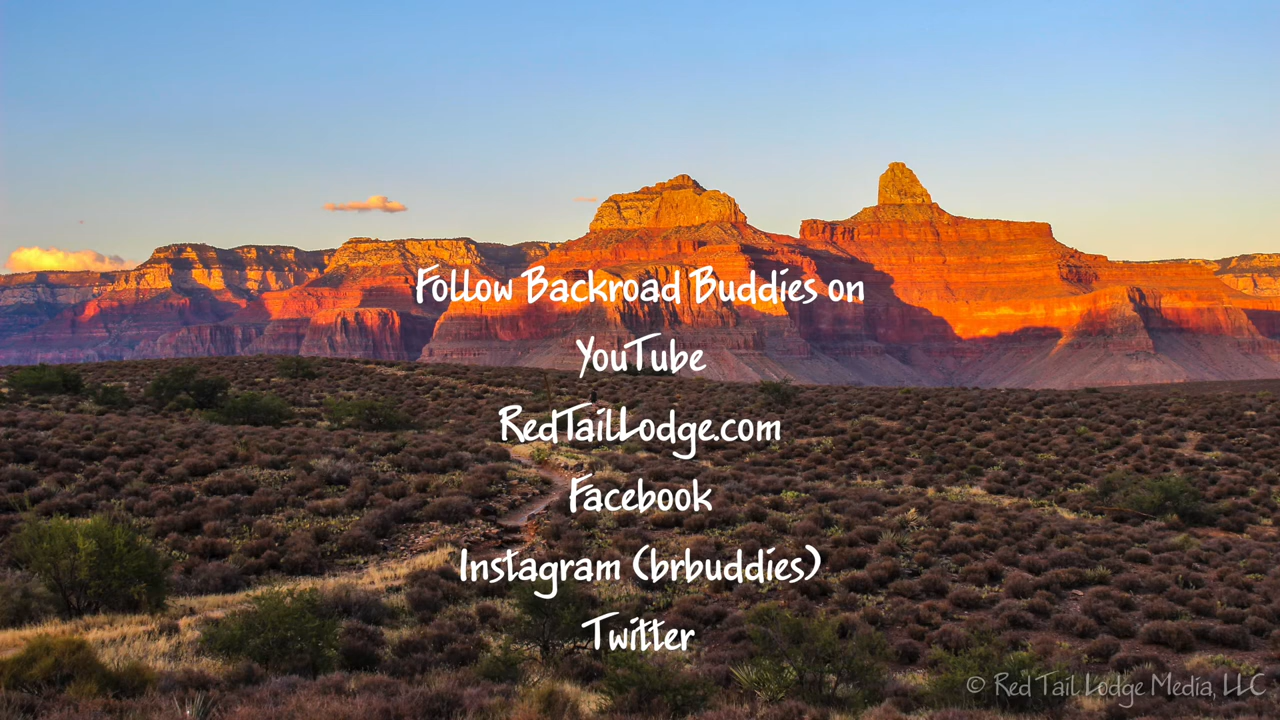 Follow Backroad Buddies on
YouTube
RedTailLodge.com
Facebook
Instagram (brbuddies)
Twitter
© Red Tail Lodge Media, LLC